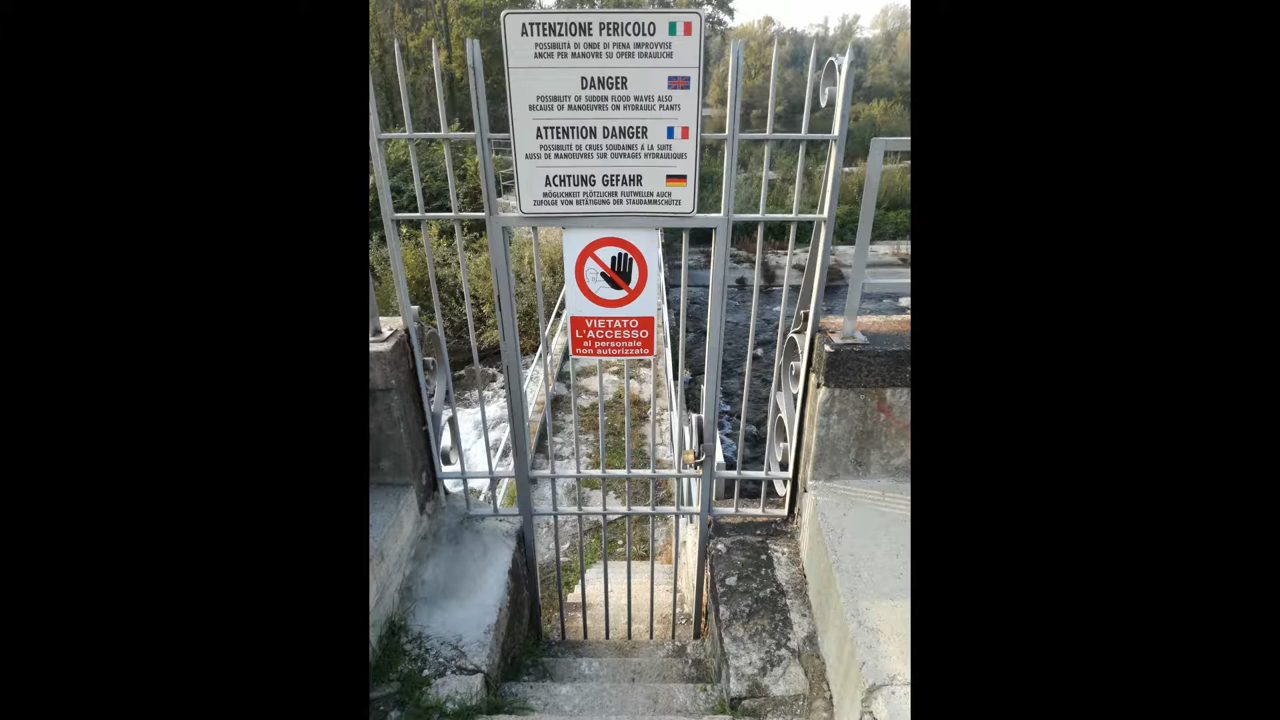 ATTENZIONE PERICOLO
POSSIBILITÀ DI ONDE DI PIENA IMPROVVISE
ANCHE PER MANOVRE SU OPERE IDRAULICHE
DANGER
POSSIBILITY OF SUDDEN FLOOD WAVES ALSO
BECAUSE OF MANOEUVRES ON HYDRAULIC PLANTS
ATTENTION DANGER
POSSIBILITÉ DE CRUES SOUDAINES Á LA SUITE
AUSSI DE MANOEUVRES SUR OUVRAGES HYDRAULIQUES
ACHTUNG GEFAHR
MÖGLICHKEIT PLÖTZLICHER FLUTWELLEN AUCH
ZUFOLGE VON BETÄTIGUNG DER STAUDAMMSCHÜTZE
VIETATO
L'ACCESSO
al personale
non autorizzato